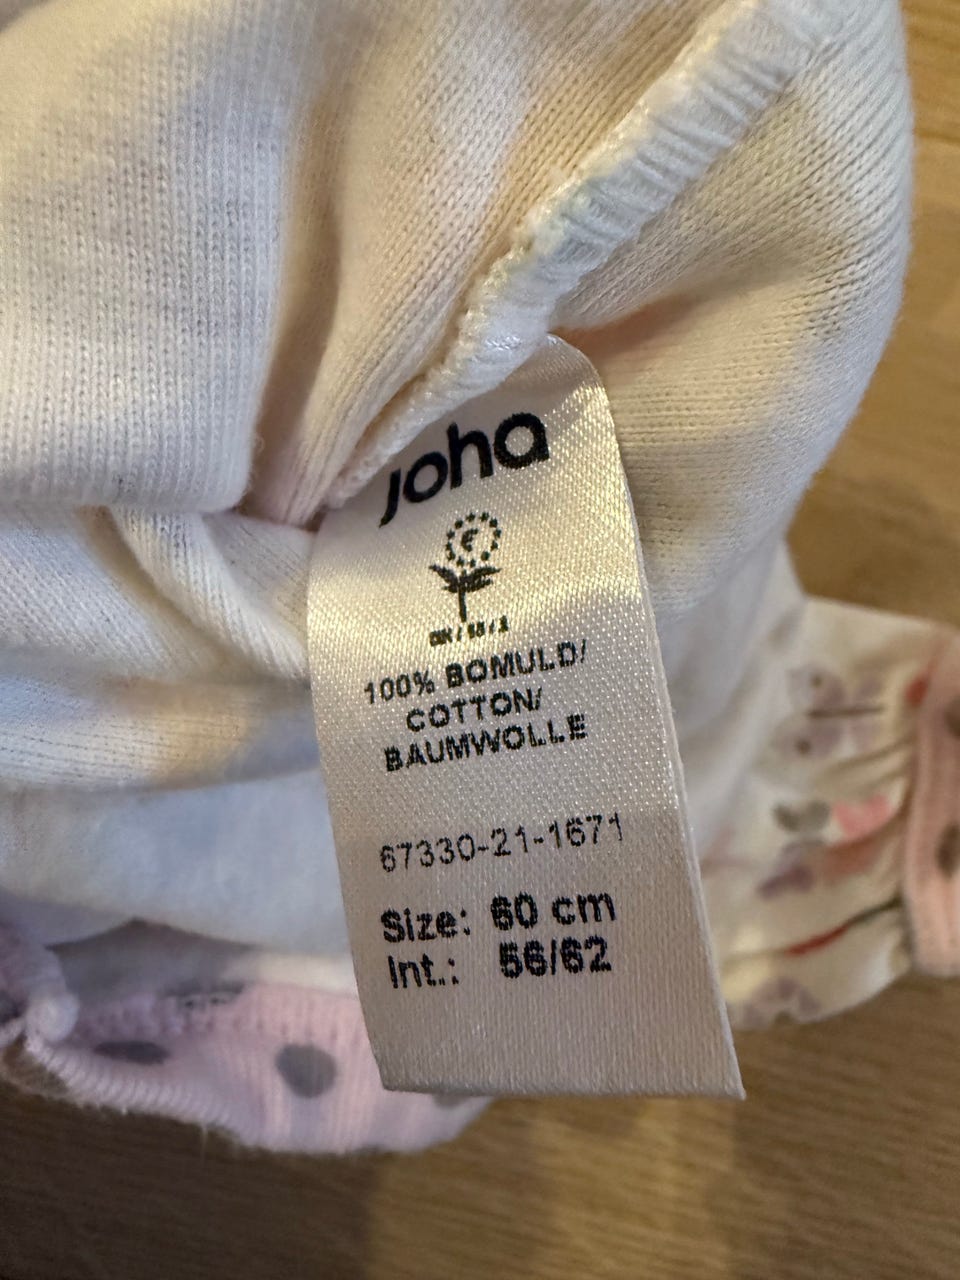 joha
100% BOMULD/
COTTON/
BAUMWOLLE
67330-21-1671
Size: 60 cm
Int.: 56/62